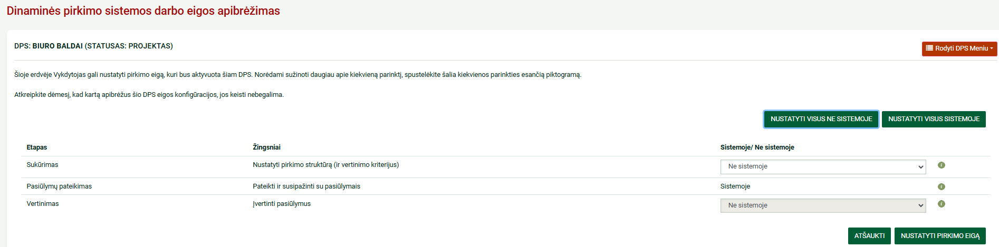 Dinaminės pirkimo sistemos darbo eigos apibrėžimas
DPS: BIURO BALDAI (STATUSAS: PROJEKTAS)
Rodyti DPS Meniu
Šioje erdvėje Vykdytojas gali nustatyti pirkimo eigą, kuri bus aktyvuota šiam DPS. Norėdami sužinoti daugiau apie kiekvieną parinktį, spustelėkite šalia kiekvienos parinkties esančią piktogramą.
Atkreipkite dėmesį, kad kartą apibrėžus šio DPS eigos konfigūracijos, jos keisti nebegalima.
NUSTATYTI VISUS NE SISTEMOJE NUSTATYTI VISUS SISTEMOJE
Etapas Žingsniai Sistemoje/ Ne sistemoje
Sukūrimas Nustatyti pirkimo struktūrą (ir vertinimo kriterijus) Ne sistemoje
Pasiūlymų pateikimas Pateikti ir susipažinti su pasiūlymais Sistemoje
Vertinimas Įvertinti pasiūlymus Ne sistemoje
ATŠAUKTI NUSTATYTI PIRKIMO EIGĄ